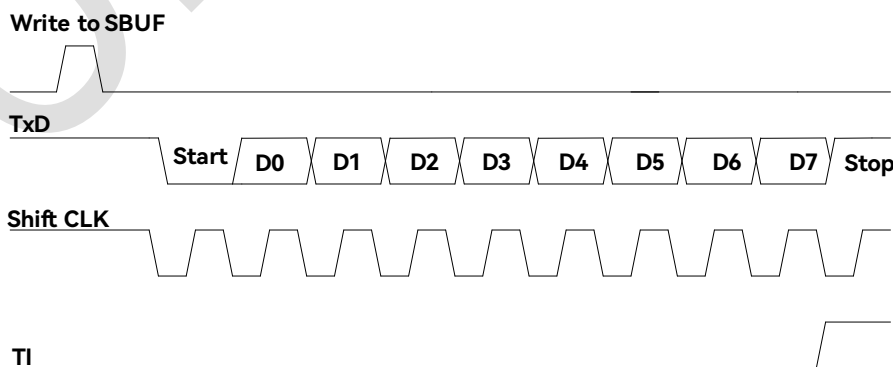 Write to SBUF
TxD
Start D0 D1 D2 D3 D4 D5 D6 D7 Stop
Shift CLK
TI